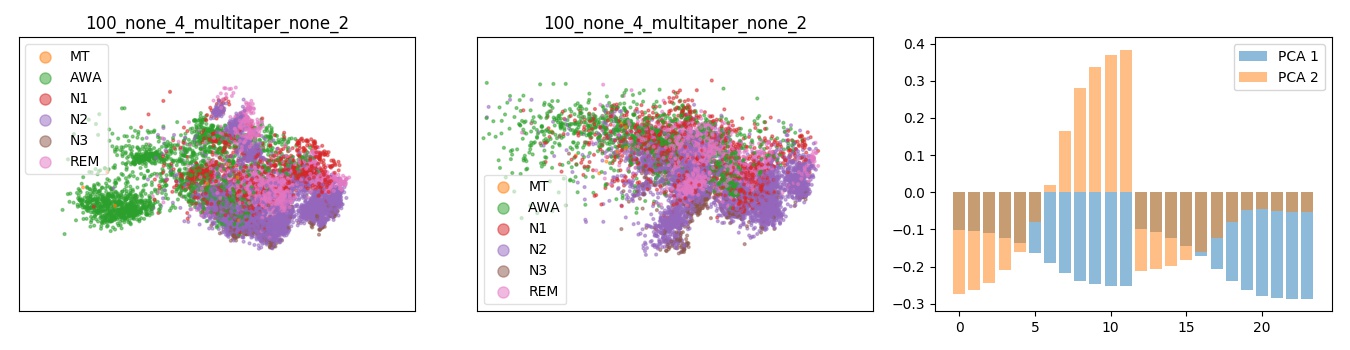 100_none_4_multitaper_none_2
MT
AWA
N1
N2
N3
REM
100_none_4_multitaper_none_2
MT
AWA
N1
N2
N3
REM
0.4
0.3
0.2
0.1
0.0
−0.1
−0.2
−0.3
0 5 10 15 20
PCA 1
PCA 2